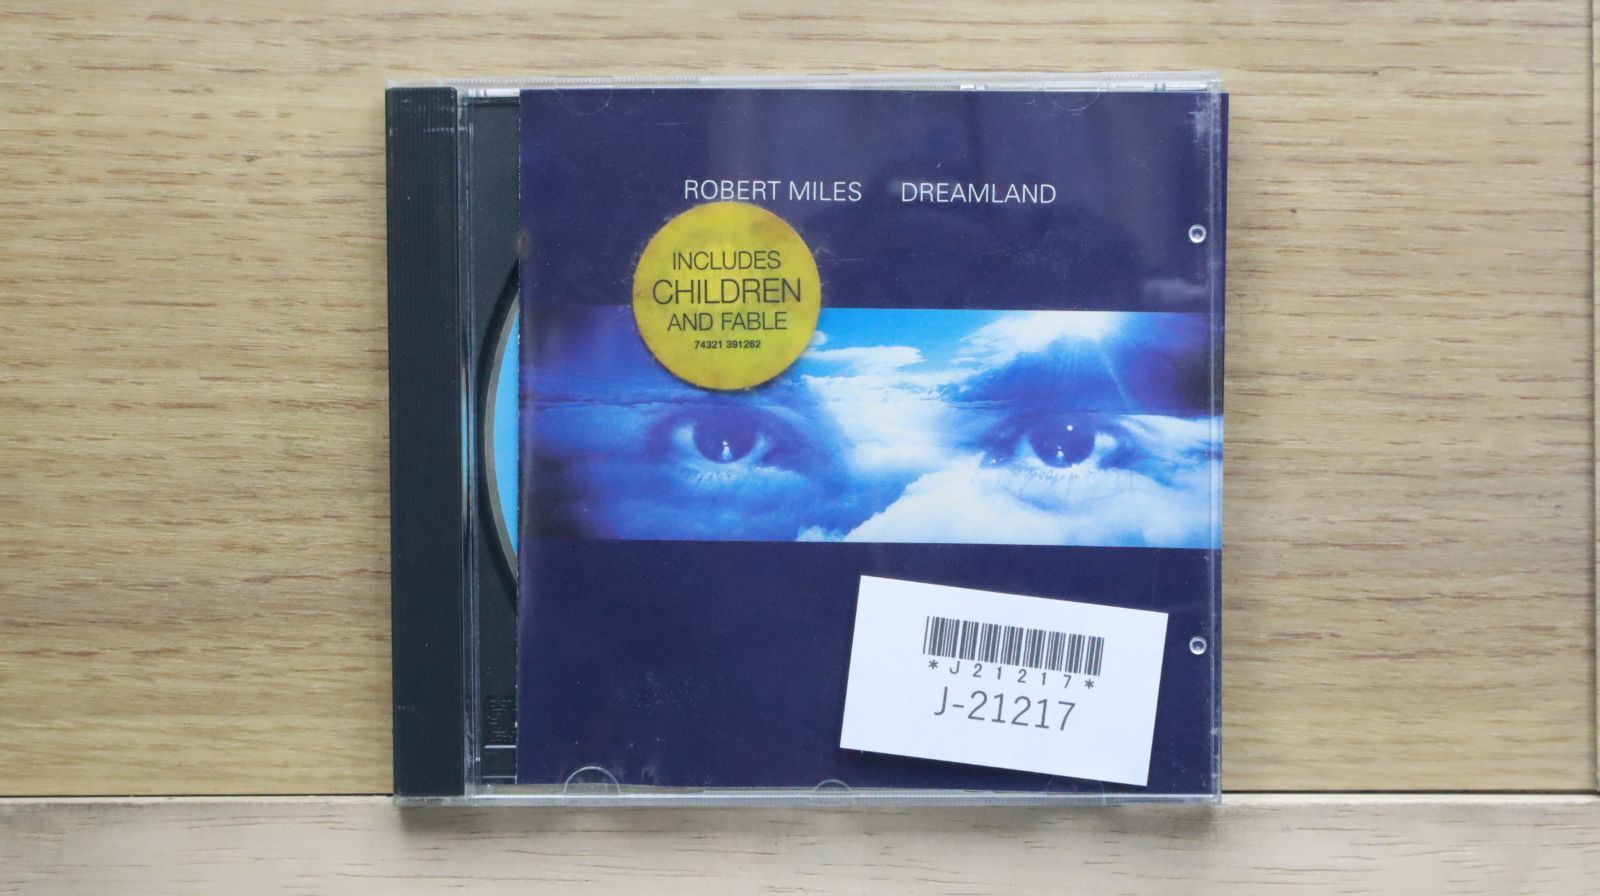 ROBERT MILES DREAMLAND
INCLUDES
CHILDREN
AND FABLE
74321 391262
*J21217*
J-21217